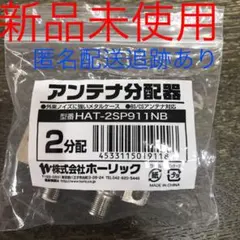 新品未使用
匿名配送追跡あり
アンテナ分配器
●外来ノイズに強いメタルケース ●BS/CSアンテナ対応
型番 HAT-2SP911NB
2分配
株式会社ホーリック
MADE IN CHINA